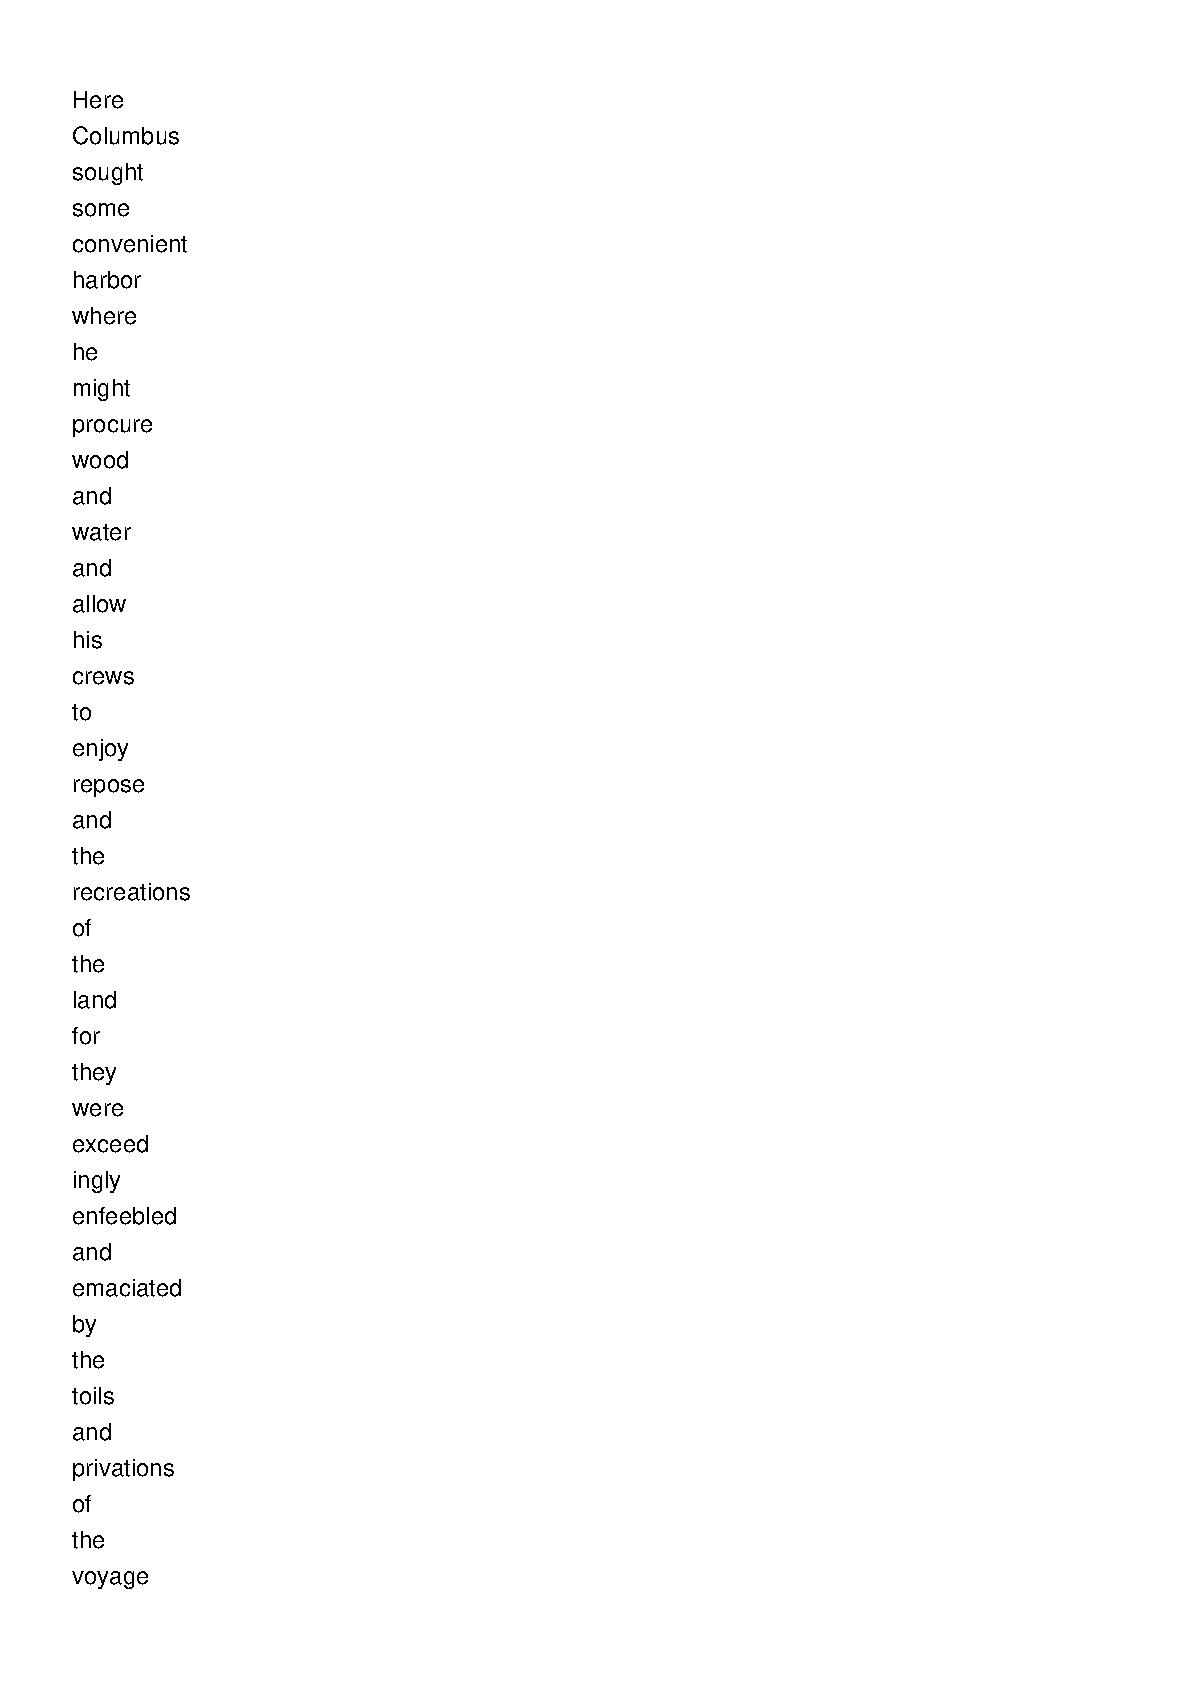 Here
Columbus
sought
some
convenient
harbor
where
he
might
procure
wood
and
water
and
allow
his
crews
to
enjoy
repose
and
the
recreations
of
the
land
for
they
were
exceed
ingly
enfeebled
and
emaciated
by
the
toils
and
privations
of
the
voyage